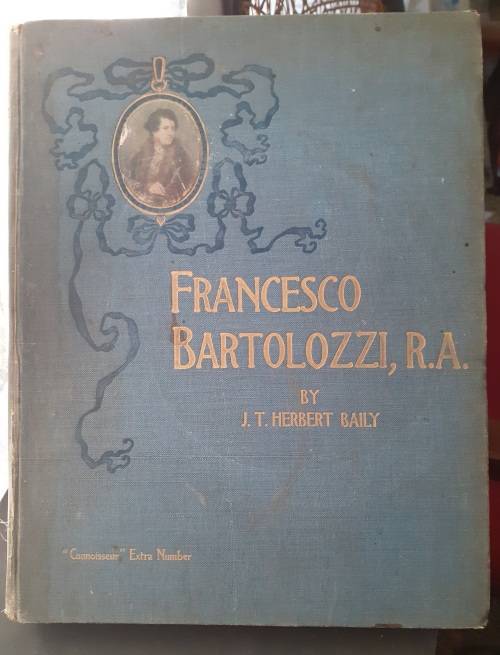 FRANCESCO
BARTOLOZZI, R.A.
BY
J. T. HERBERT BAILY
"Connoisseur" Extra Number